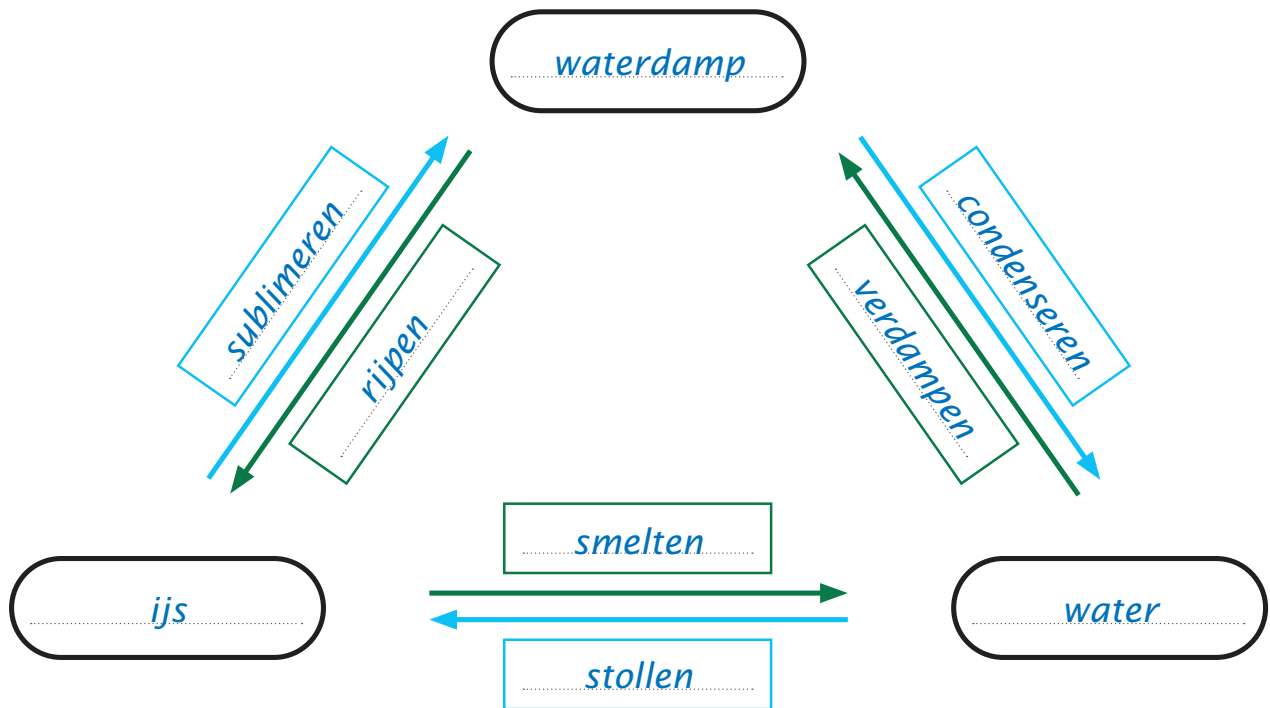 waterdamp
sublimeren
rijpen
condenseren
verdampen
smelten
ijs
water
stollen